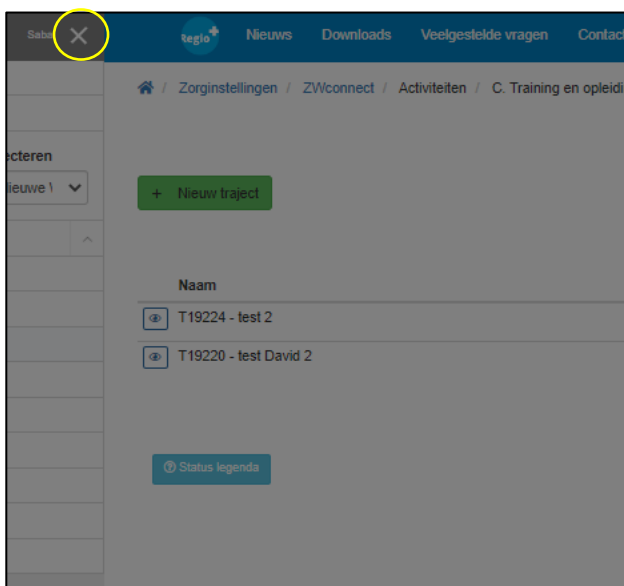 Saba
Regio+ Nieuws Downloads Veelgestelde vragen Contact
/ Zorginstellingen / ZWconnect / Activiteiten / C. Training en opleidi
ecteren
ieuwe \
+ Nieuw traject
Naam
T19224 - test 2
T19220 - test David 2
Status legenda